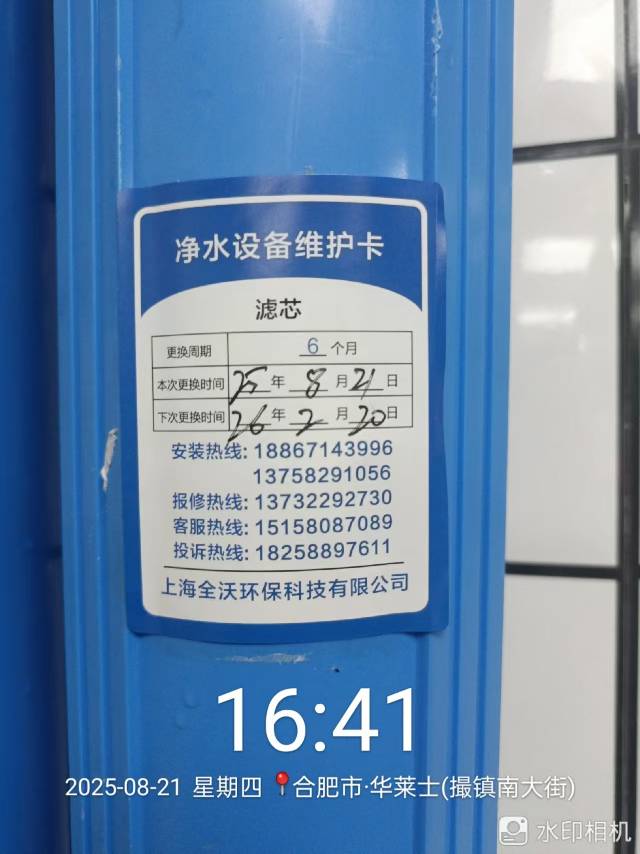 净水设备维护卡
滤芯
更换周期 6 个月
本次更换时间 25 年 8 月 21 日
下次更换时间 26 年 2 月 20 日
安装热线: 18867143996
13758291056
报修热线: 13732292730
客服热线: 15158087089
投诉热线: 18258897611
上海全沃环保科技有限公司
16:41
2025-08-21 星期四 📍合肥市·华莱士(撮镇南大街)
水印相机